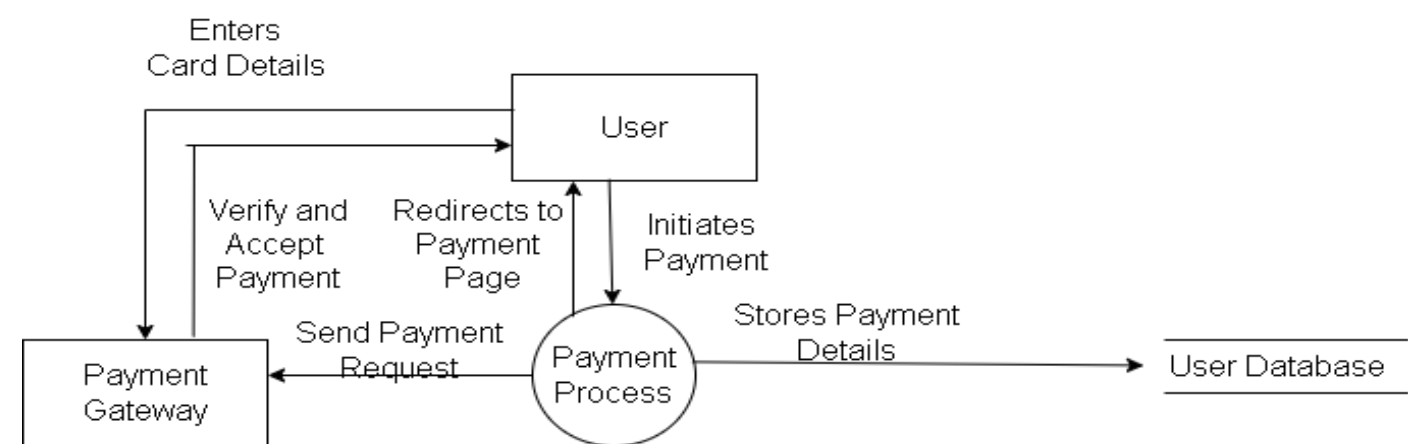 Enters
Card Details
User
Verify and
Accept
Payment
Redirects to
Payment
Page
Initiates
Payment
Send Payment
Request
Stores Payment
Details
Payment
Gateway
Payment
Process
User Database